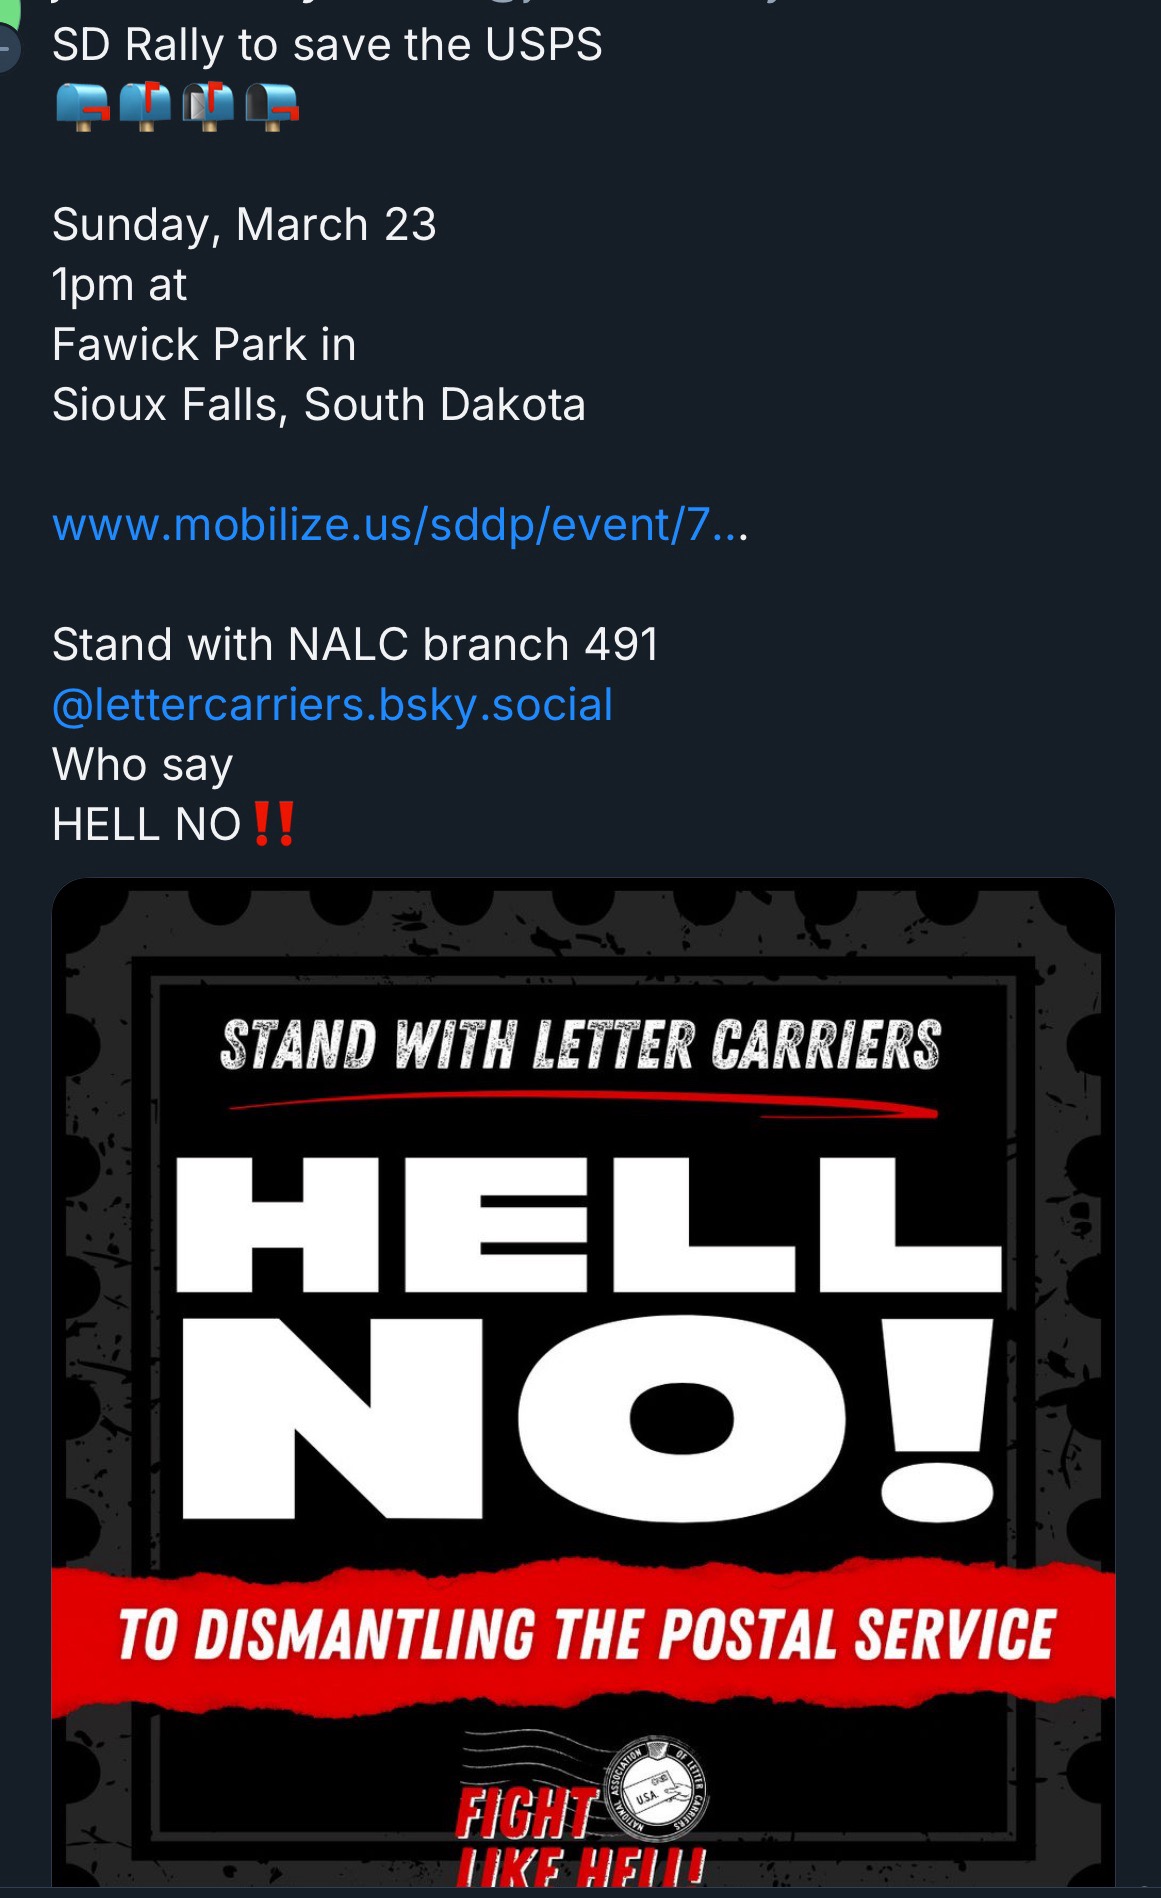 SD Rally to save the USPS
Sunday, March 23
1pm at
Fawick Park in
Sioux Falls, South Dakota
www.mobilize.us/sddp/event/7...
Stand with NALC branch 491
@lettercarriers.bsky.social
Who say
HELL NO‼️
STAND WITH LETTER CARRIERS
HELL
NO!
TO DISMANTLING THE POSTAL SERVICE
NATIONAL ASSOCIATION OF LETTER CARRIERS
U.S.A.
FIGHT
LIKE HELL!